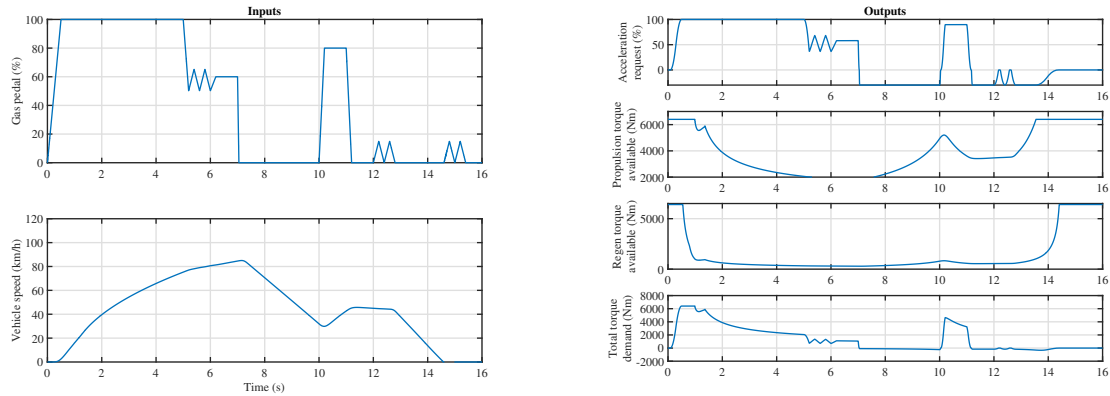 Inputs
Gas pedal (%)
100
80
60
40
20
0
0 2 4 6 8 10 12 14 16
Vehicle speed (km/h)
120
100
80
60
40
20
0
0 2 4 6 8 10 12 14 16
Time (s)
Outputs
Acceleration
request (%)
100
50
0
0 2 4 6 8 10 12 14 16
Propulsion torque
available (Nm)
6000
4000
2000
0 2 4 6 8 10 12 14 16
Regen torque
available (Nm)
5000
0
0 2 4 6 8 10 12 14 16
Total torque
demand (Nm)
8000
6000
4000
2000
0
-2000
0 2 4 6 8 10 12 14 16